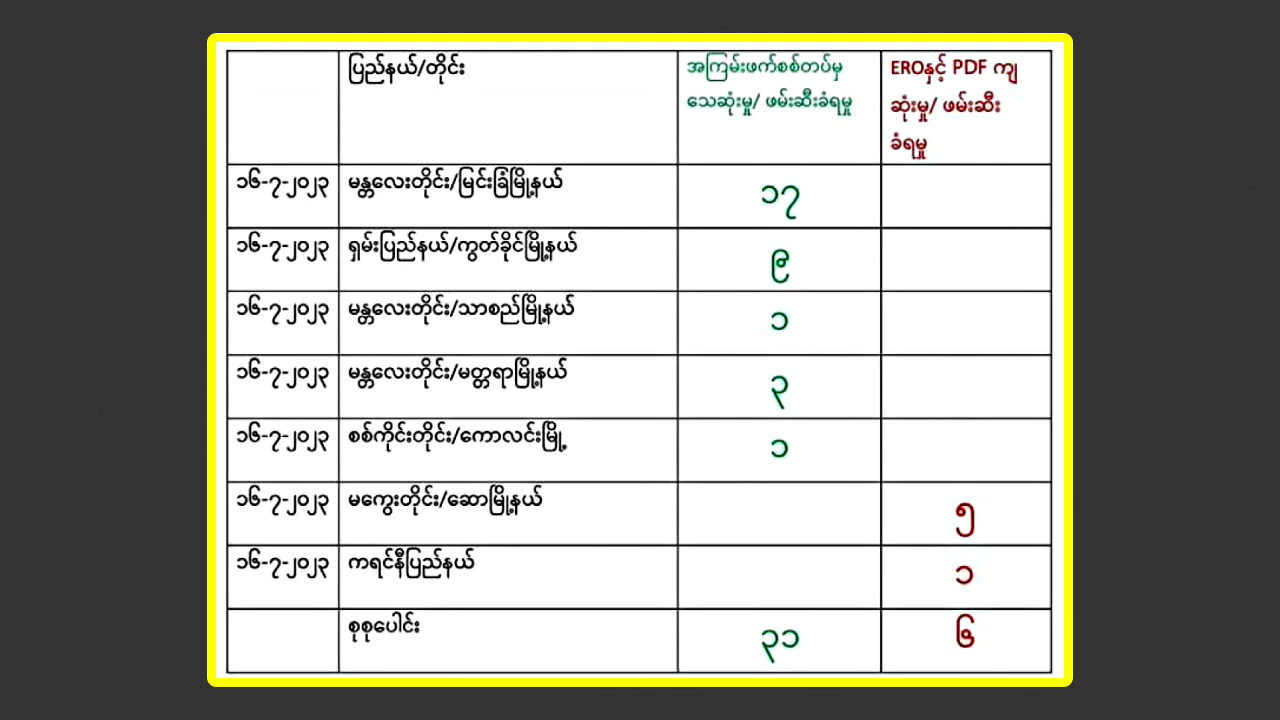 ပြည်နယ်/တိုင်း
အကြမ်းဖက်စစ်တပ်မှ
သေဆုံးမှု/ ဖမ်းဆီးခံရမှု
EROနှင့် PDF ကျ
ဆုံးမှု/ ဖမ်းဆီး
ခံရမှု
၁၆-၇-၂၀၂၃ မန္တလေးတိုင်း/မြင်းခြံမြို့နယ် ၁၇
၁၆-၇-၂၀၂၃ ရှမ်းပြည်နယ်/ကွတ်ခိုင်မြို့နယ် ၉
၁၆-၇-၂၀၂၃ မန္တလေးတိုင်း/သာစည်မြို့နယ် ၁
၁၆-၇-၂၀၂၃ မန္တလေးတိုင်း/မတ္တရာမြို့နယ် ၃
၁၆-၇-၂၀၂၃ စစ်ကိုင်းတိုင်း/ကောလင်းမြို့ ၁
၁၆-၇-၂၀၂၃ မကွေးတိုင်း/ဆောမြို့နယ် ၅
၁၆-၇-၂၀၂၃ ကရင်နီပြည်နယ် ၁
စုစုပေါင်း ၃၁ ၆